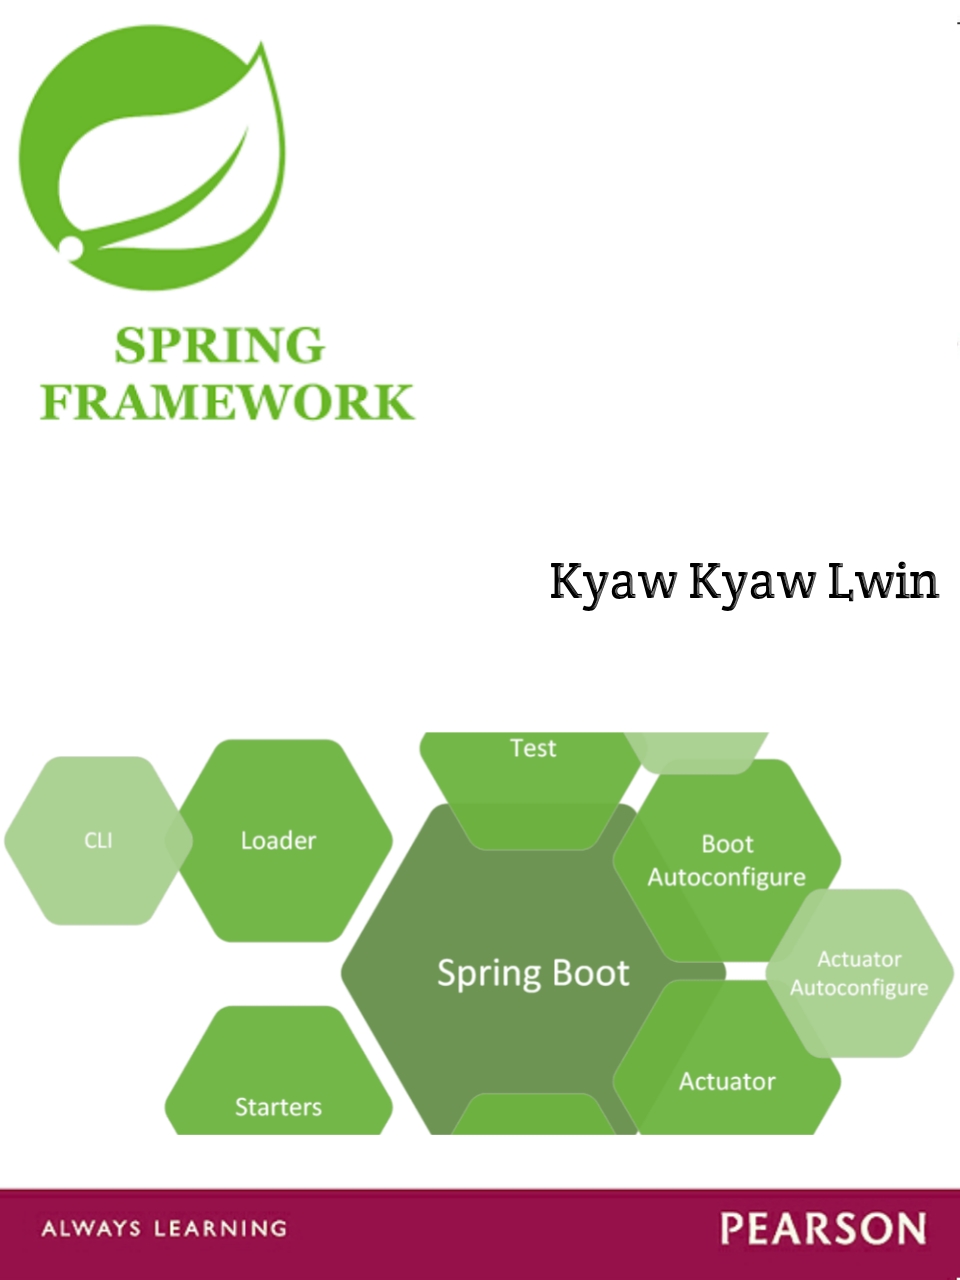 SPRING
FRAMEWORK
Kyaw Kyaw Lwin
Test
CLI
Loader
Boot
Autoconfigure
Spring Boot
Actuator
Autoconfigure
Actuator
Starters
ALWAYS LEARNING
PEARSON